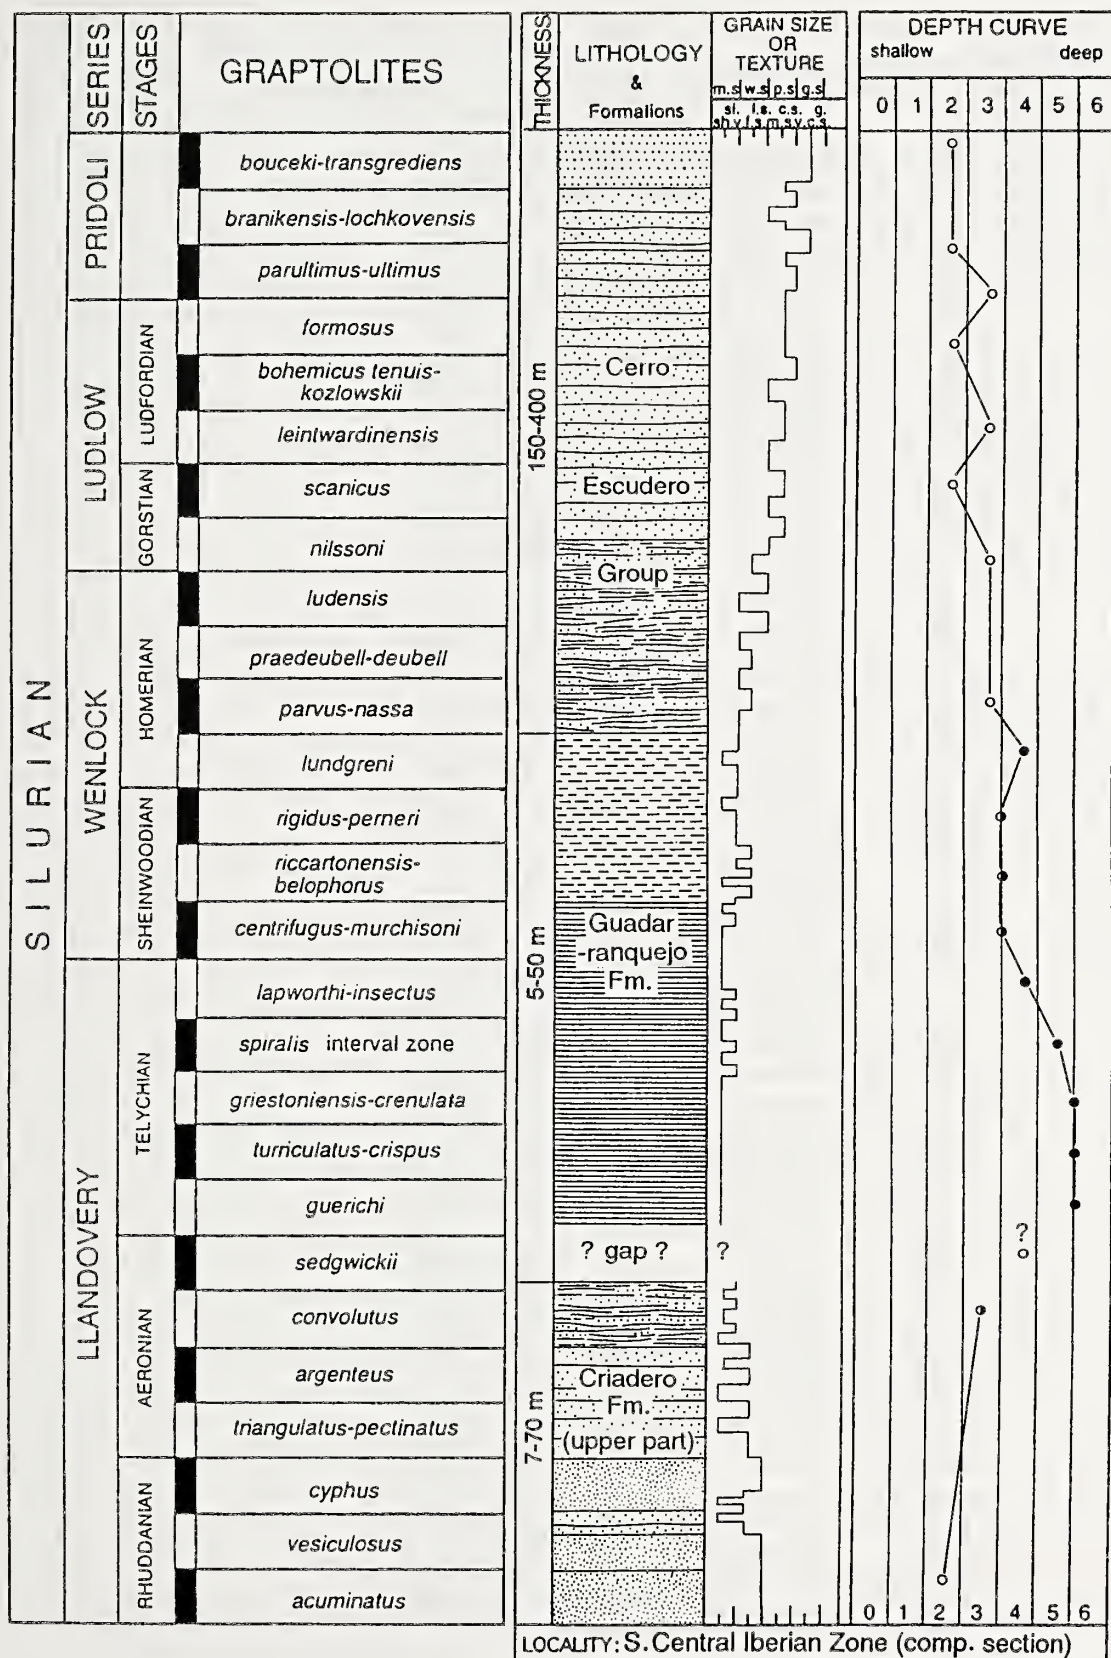 SILURIAN
SERIES
STAGES
GRAPTOLITES
THICKNESS
LITHOLOGY
&
Formalions
GRAIN SIZE
OR
TEXTURE
m.s w.s p.s g.s
si. f.s. c.s. g.
sh v.f.s. m.s. v.c.s.
DEPTH CURVE
shallow deep
0 1 2 3 4 5 6
PRIDOLI
LUDLOW
WENLOCK
LLANDOVERY
LUDFORDIAN
GORSTIAN
HOMERIAN
SHEINWOODIAN
TELYCHIAN
AERONIAN
RHUDDANIAN
bouceki-transgrediens
branikensis-lochkovensis
parultimus-ultimus
formosus
bohemicus tenuis-
kozlowskii
leintwardinensis
scanicus
nilssoni
ludensis
praedeubell-deubell
parvus-nassa
lundgreni
rigidus-perneri
riccartonensis-
belophorus
centrifugus-murchisoni
lapworthi-insectus
spiralis interval zone
griestoniensis-crenulata
turriculatus-crispus
guerichi
sedgwickii
convolutus
argenteus
triangulatus-pectinatus
cyphus
vesiculosus
acuminatus
150-400 m
5-50 m
7-70 m
Cerro
Escudero
Group
Guadar
-ranquejo
Fm.
? gap ?
?
?
Criadero
Fm.
(upper part)
0 1 2 3 4 5 6
LOCALITY: S. Central Iberian Zone (comp. section)